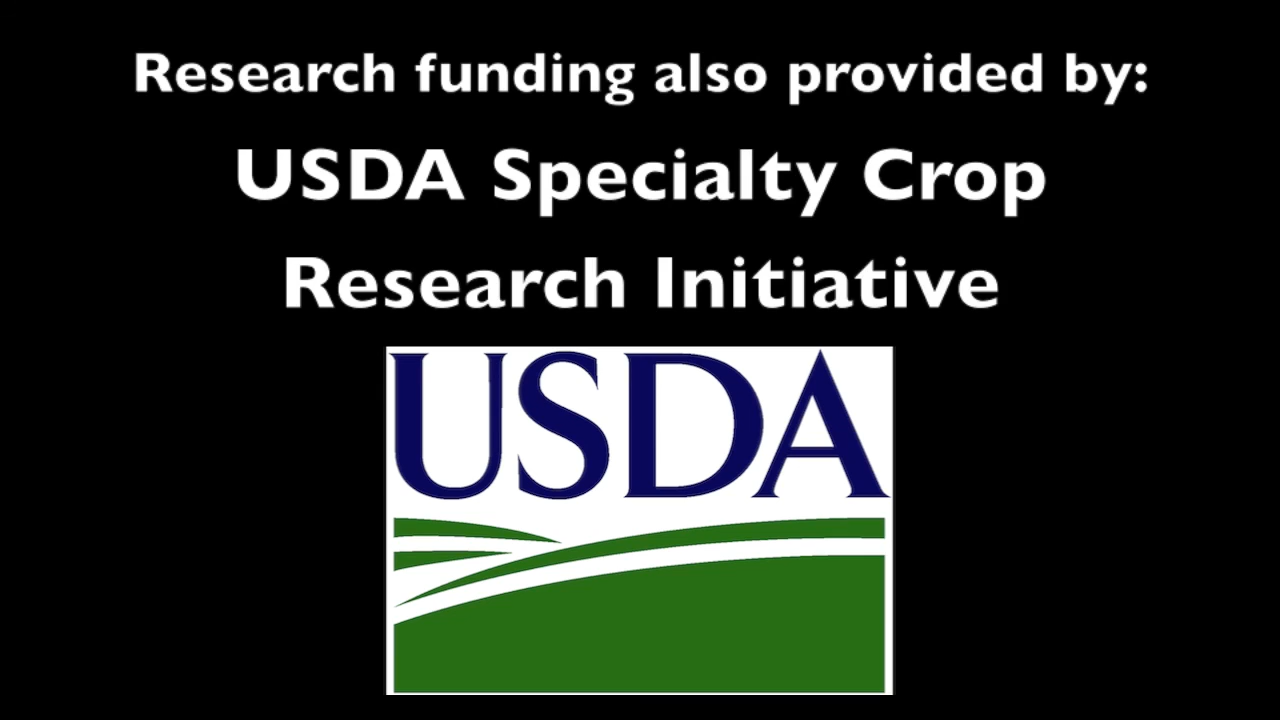 Research funding also provided by:
USDA Specialty Crop
Research Initiative
USDA